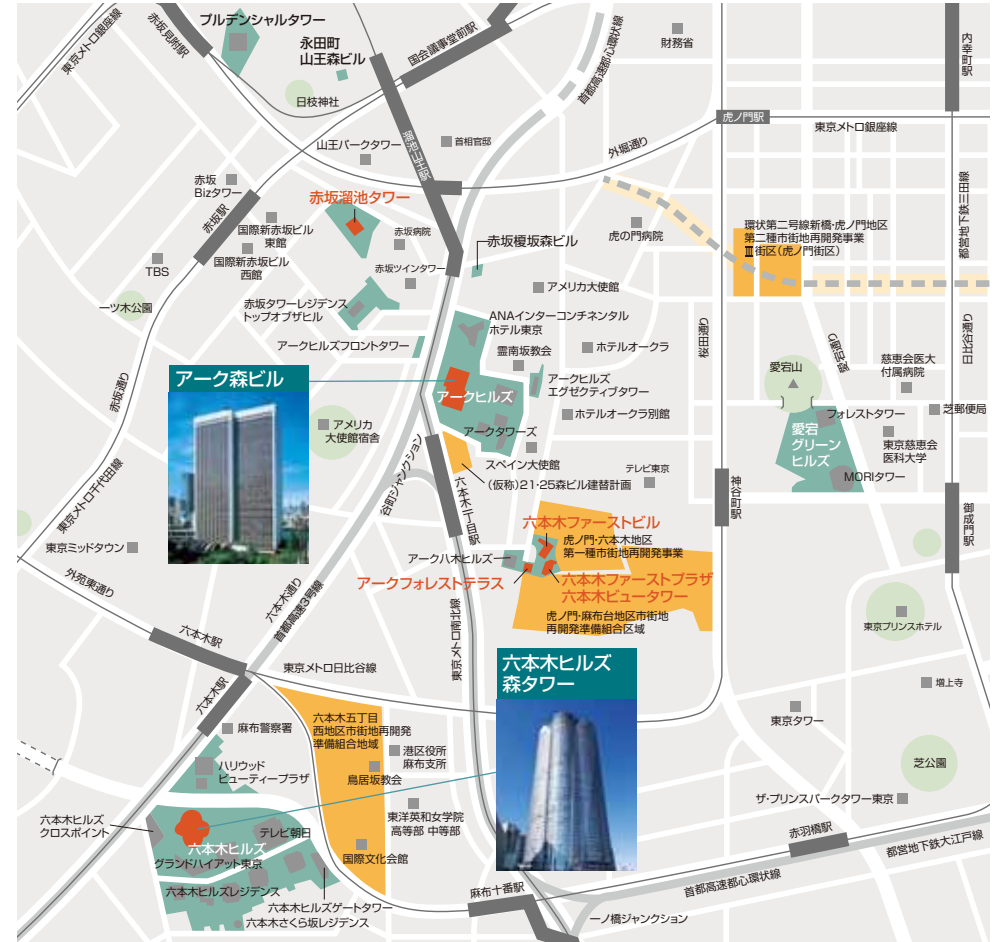 プルデンシャルタワー
赤坂見附駅
東京メトロ銀座線
永田町
山王森ビル
国会議事堂前駅
首都高速都心環状線
財務省
内幸町駅
日枝神社
虎ノ門駅
東京メトロ銀座線
山王パークタワー
溜池山王駅
首相官邸
外堀通り
都営地下鉄三田線
赤坂
Bizタワー
赤坂駅
赤坂溜池タワー
国際新赤坂ビル
東館
国際新赤坂ビル
西館
赤坂病院
赤坂榎坂森ビル
虎の門病院
環状第二号線新橋・虎ノ門地区
第二種市街地再開発事業
Ⅲ街区(虎ノ門街区)
TBS
赤坂ツインタワー
アメリカ大使館
一ツ木公園
赤坂タワーレジデンス
トップオブザヒル
ANAインターコンチネンタル
ホテル東京
桜田通り
愛宕通り
日比谷通り
アークヒルズフロントタワー
霊南坂教会
ホテルオークラ
アーク森ビル
赤坂通り
アークヒルズ
アークヒルズ
エグゼクティブタワー
愛宕山
慈恵会医大
付属病院
ホテルオークラ別館
フォレストタワー
芝郵便局
アメリカ
大使館宿舎
アークタワーズ
愛宕
グリーン
ヒルズ
東京慈恵会
医科大学
谷町ジャンクション
スペイン大使館
(仮称)21・25森ビル建替計画
テレビ東京
MORIタワー
東京メトロ千代田線
六本木一丁目駅
神谷町駅
御成門駅
東京ミッドタウン
六本木ファーストビル
虎ノ門・六本木地区
第一種市街地再開発事業
アーク八木ヒルズ
外苑東通り
アークフォレストテラス
六本木ファーストプラザ
六本木ビュータワー
六本木通り
首都高速3号線
虎ノ門・麻布台地区市街地
再開発準備組合区域
東京プリンスホテル
六本木駅
東京メトロ南北線
東京メトロ日比谷線
六本木ヒルズ
森タワー
六本木駅
増上寺
東京タワー
麻布警察署
六本木五丁目
西地区市街地再開発
準備組合地域
港区役所
麻布支所
芝公園
ハリウッド
ビューティープラザ
鳥居坂教会
ザ・プリンスパークタワー東京
六本木ヒルズ
クロスポイント
東洋英和女学院
高等部 中等部
テレビ朝日
六本木ヒルズ
赤羽橋駅
都営地下鉄大江戸線
グランドハイアット東京
国際文化会館
六本木ヒルズレジデンス
麻布十番駅
首都高速都心環状線
六本木ヒルズゲートタワー
六本木さくら坂レジデンス
一ノ橋ジャンクション